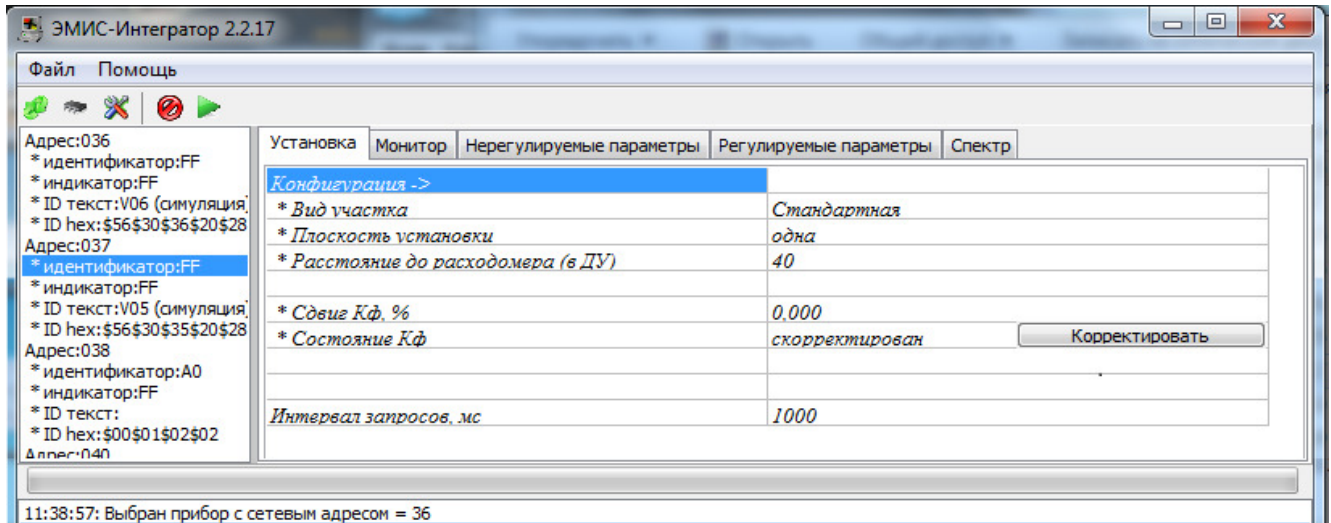 ЭМИС-Интегратор 2.2.17
Файл Помощь
Адрес:036
* идентификатор:FF
* индикатор:FF
* ID текст:V06 (симуляция)
* ID hex:$56$30$36$20$28
Адрес:037
* идентификатор:FF
* индикатор:FF
* ID текст:V05 (симуляция)
* ID hex:$56$30$35$20$28
Адрес:038
* идентификатор:A0
* индикатор:FF
* ID текст:
* ID hex:$00$01$02$02
Адрес:040
Установка Монитор Нерегулируемые параметры Регулируемые параметры Спектр
Конфигурация ->
* Вид участка Стандартная
* Плоскость установки одна
* Расстояние до расходомера (в ДУ) 40
* Сдвиг Кф, % 0,000
* Состояние Кф скорректирован Корректировать
Интервал запросов, мс 1000
11:38:57: Выбран прибор с сетевым адресом = 36